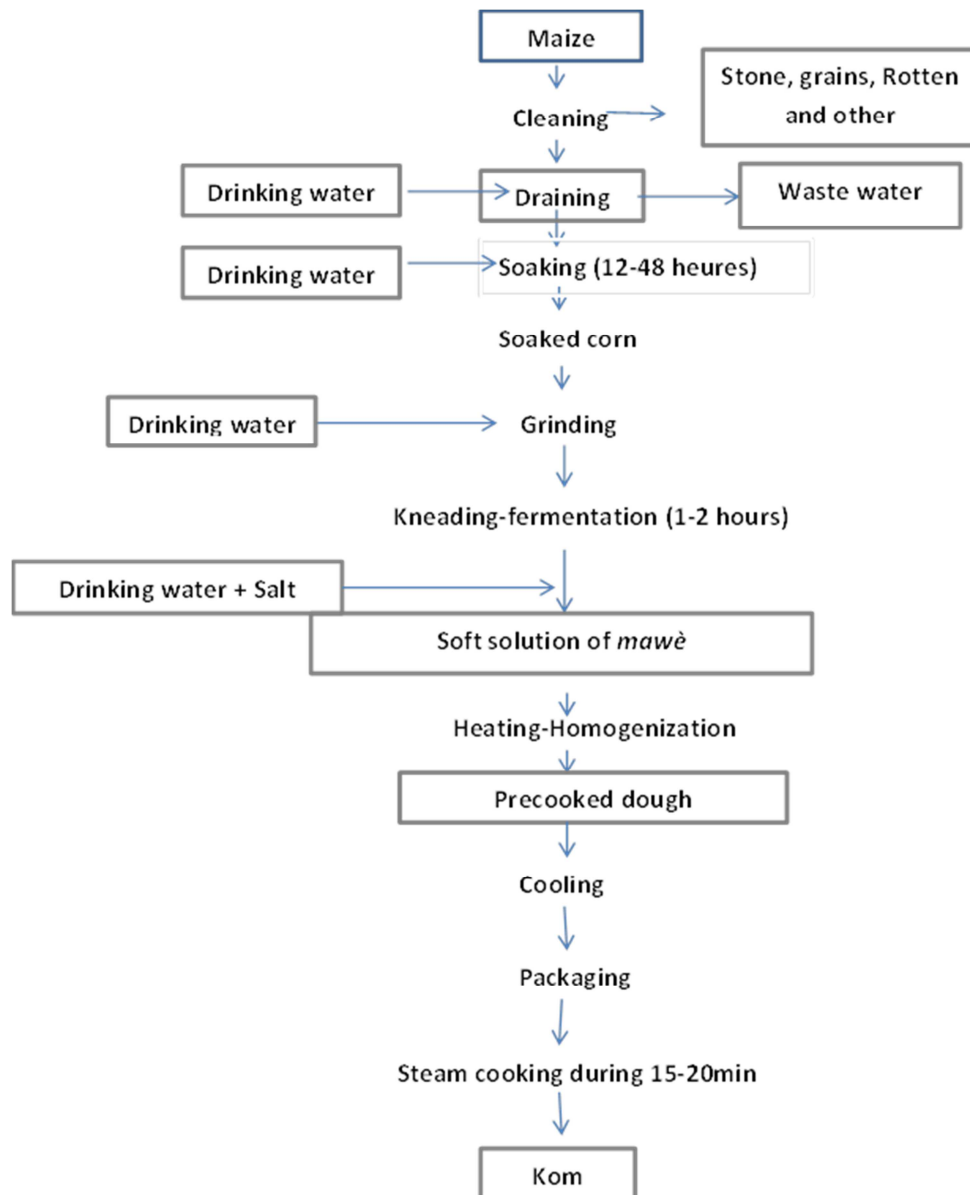 Maize
Stone, grains, Rotten
and other
Cleaning
Drinking water
Draining
Waste water
Drinking water
Soaking (12-48 heures)
Soaked corn
Drinking water
Grinding
Kneading-fermentation (1-2 hours)
Drinking water + Salt
Soft solution of mawè
Heating-Homogenization
Precooked dough
Cooling
Packaging
Steam cooking during 15-20min
Kom